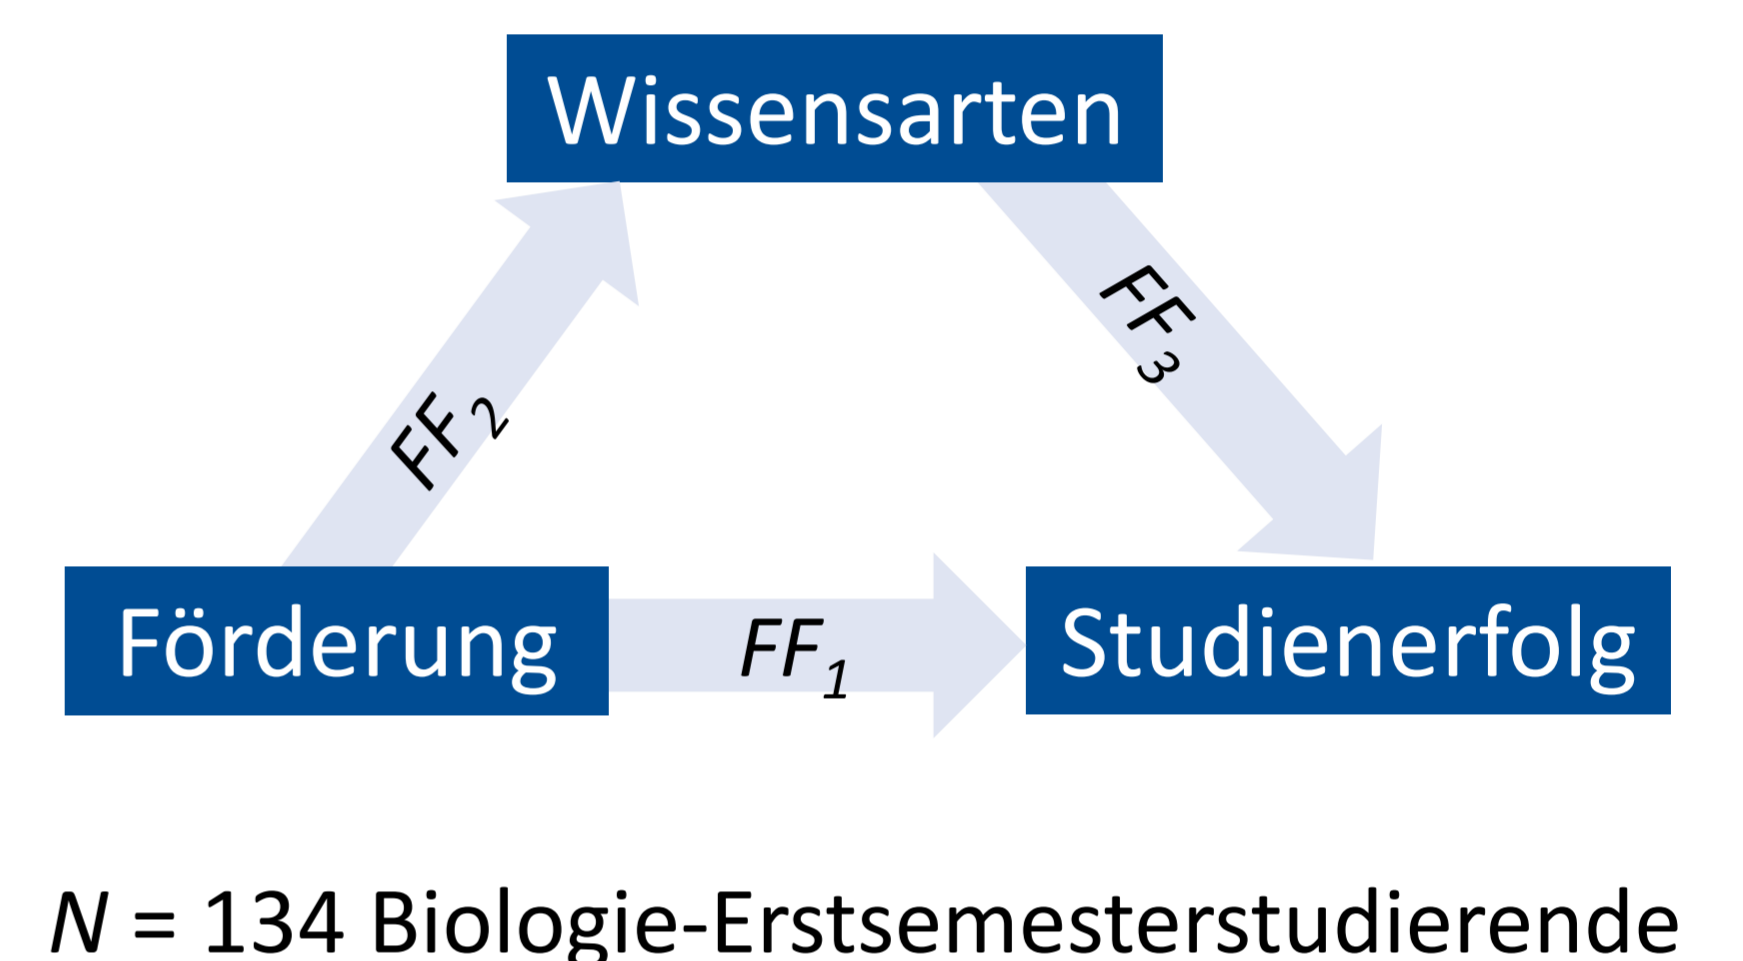 Wissensarten
FF2
FF3
Förderung
FF1
Studienerfolg
N = 134 Biologie-Erstsemesterstudierende